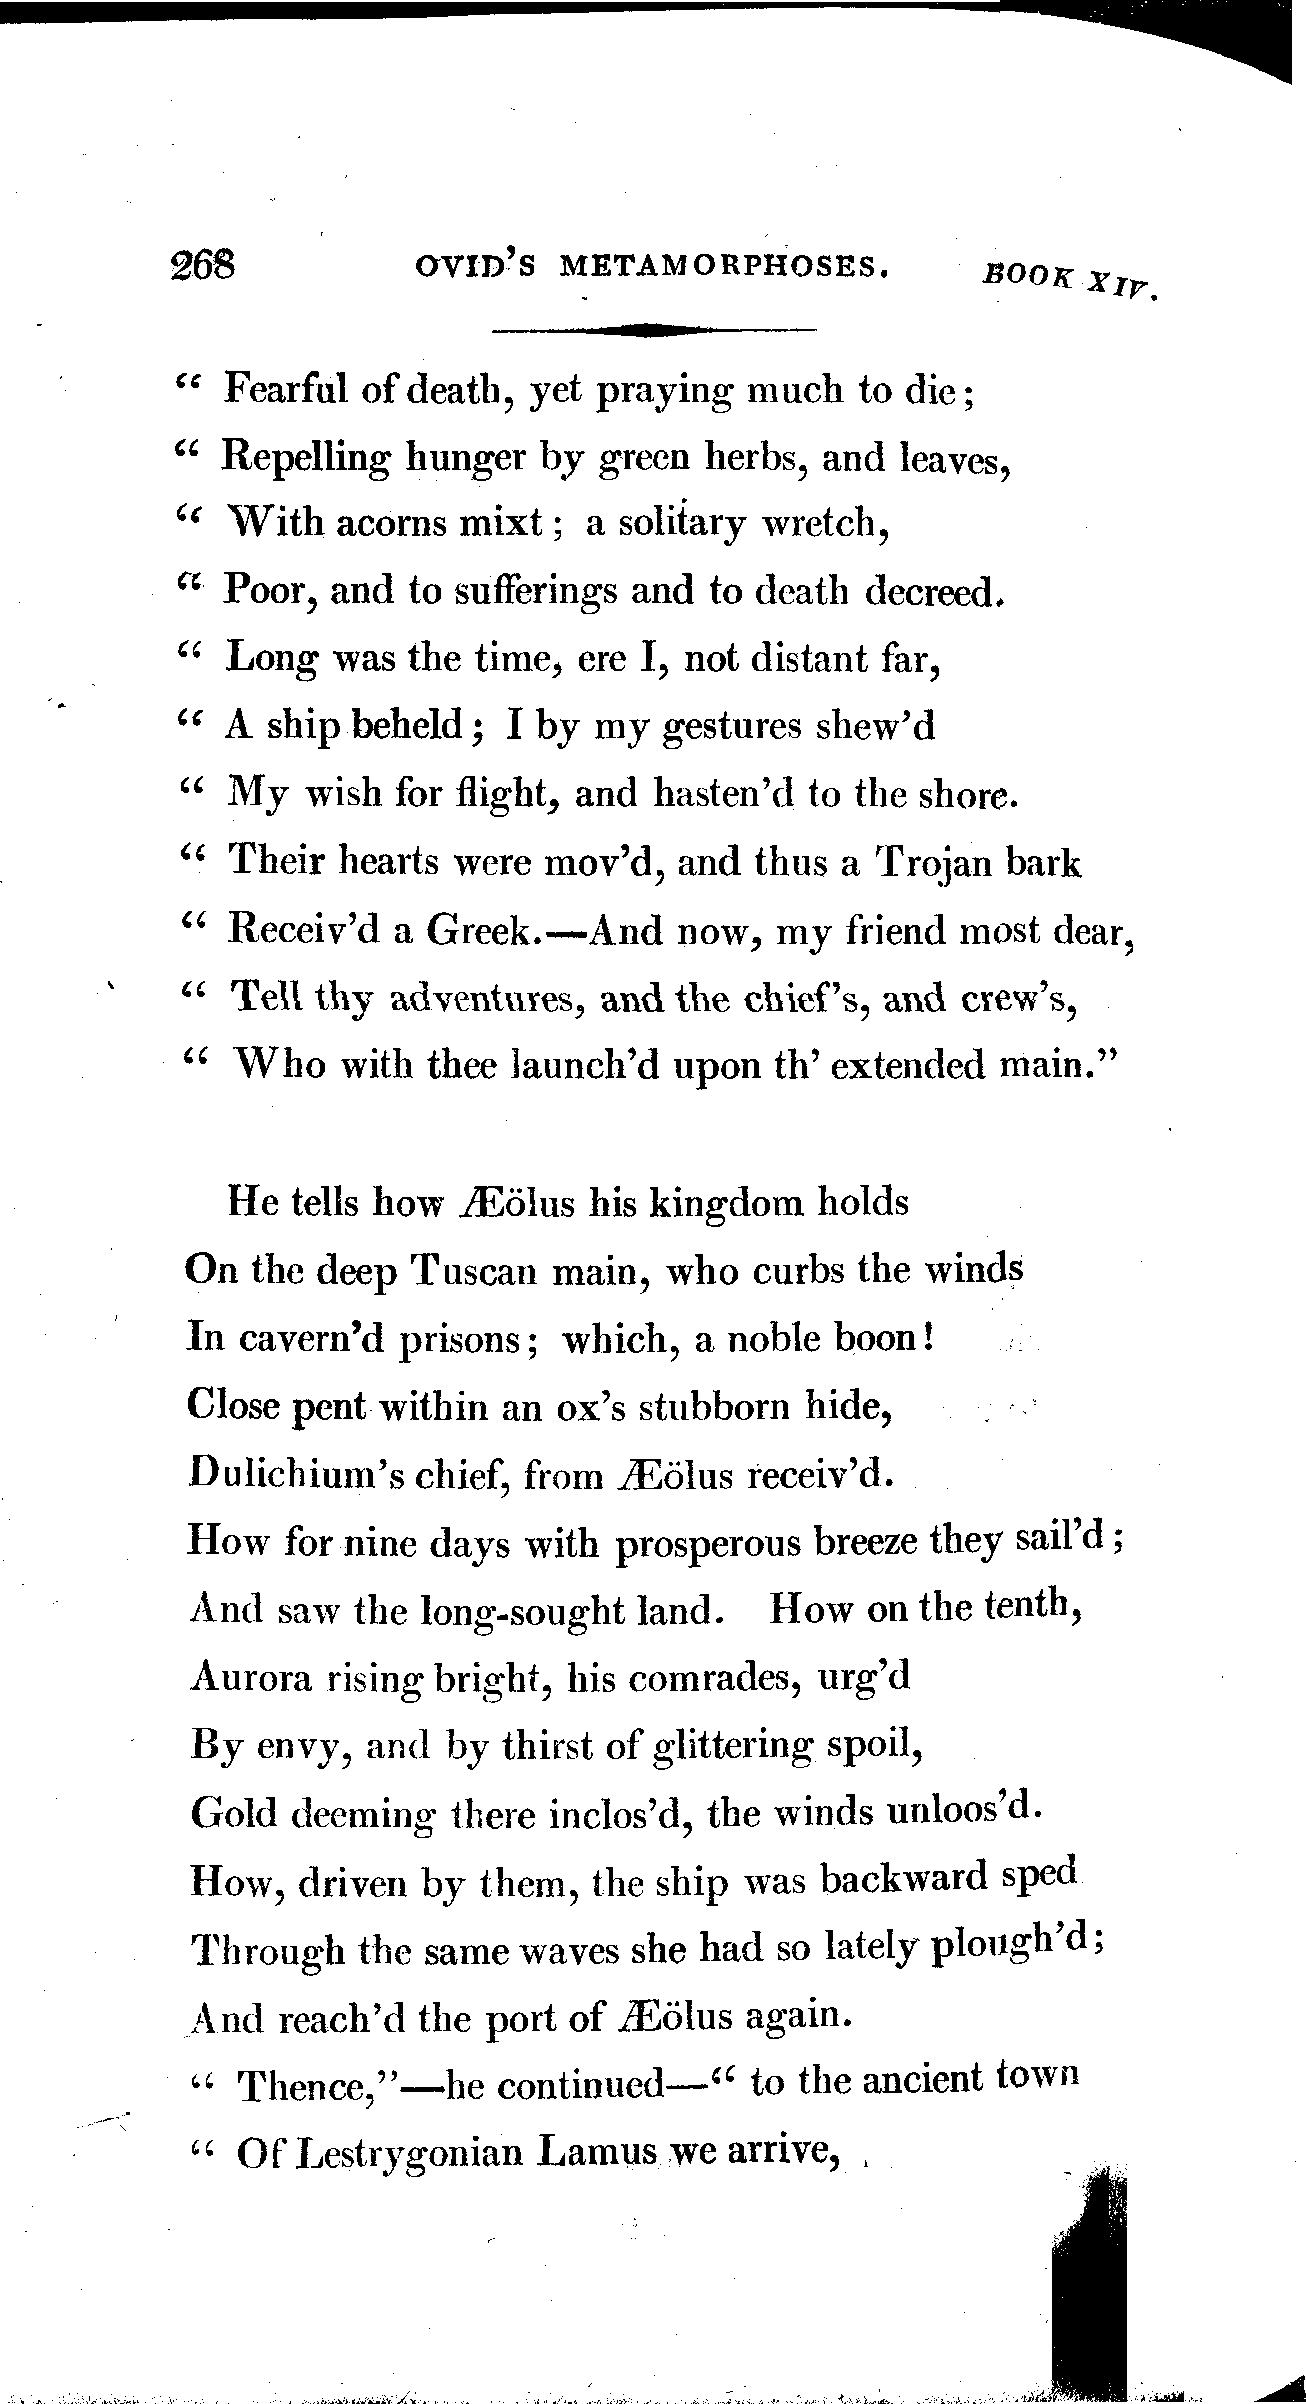 268 OVID'S METAMORPHOSES. BOOK XIV.
“ Fearful of death, yet praying much to die;
“ Repelling hunger by green herbs, and leaves,
“ With acorns mixt; a solitary wretch,
“ Poor, and to sufferings and to death decreed.
“ Long was the time, ere I, not distant far,
“ A ship beheld; I by my gestures shew'd
“ My wish for flight, and hasten'd to the shore.
“ Their hearts were mov'd, and thus a Trojan bark
“ Receiv'd a Greek.—And now, my friend most dear,
“ Tell thy adventures, and the chief's, and crew's,
“ Who with thee launch'd upon th' extended main.”
He tells how Æölus his kingdom holds
On the deep Tuscan main, who curbs the winds
In cavern'd prisons; which, a noble boon!
Close pent within an ox's stubborn hide,
Dulichium's chief, from Æölus receiv'd.
How for nine days with prosperous breeze they sail'd;
And saw the long-sought land. How on the tenth,
Aurora rising bright, his comrades, urg'd
By envy, and by thirst of glittering spoil,
Gold deeming there inclos'd, the winds unloos'd.
How, driven by them, the ship was backward sped
Through the same waves she had so lately plough'd;
And reach'd the port of Æölus again.
“ Thence,”—he continued—“ to the ancient town
“ Of Lestrygonian Lamus we arrive,